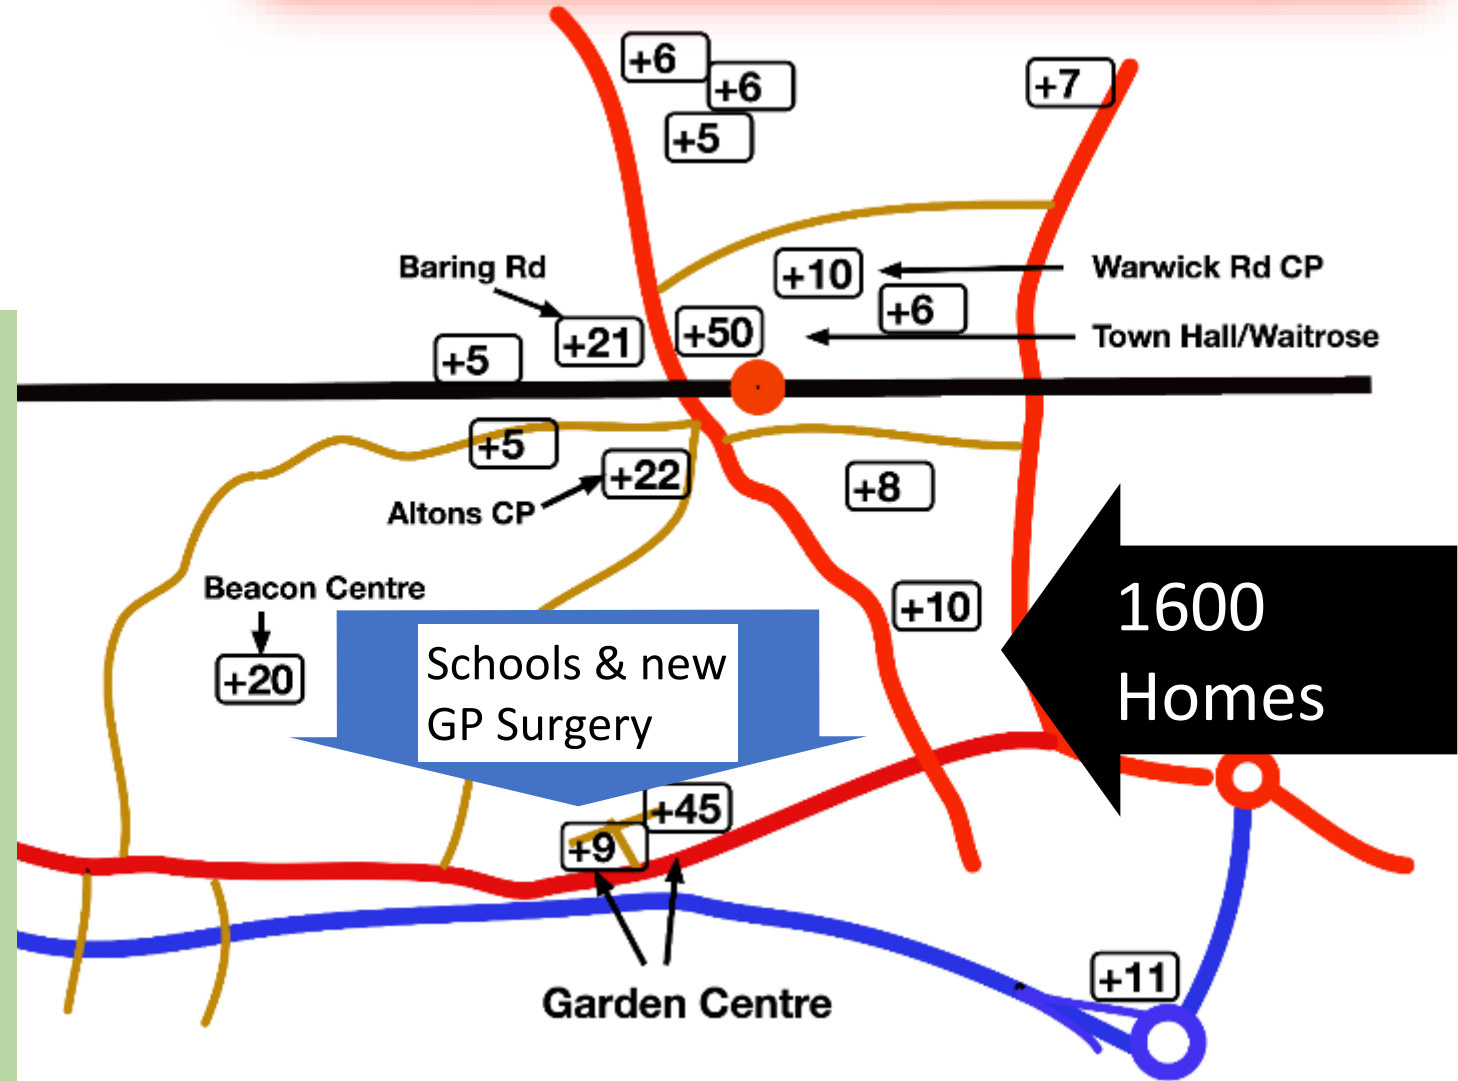 +6
+6
+7
+5
Baring Rd
+10
Warwick Rd CP
+6
+21
+50
Town Hall/Waitrose
+5
+5
+22
+8
Altons CP
Beacon Centre
+10
1600
Homes
+20
Schools & new
GP Surgery
+45
+9
+11
Garden Centre